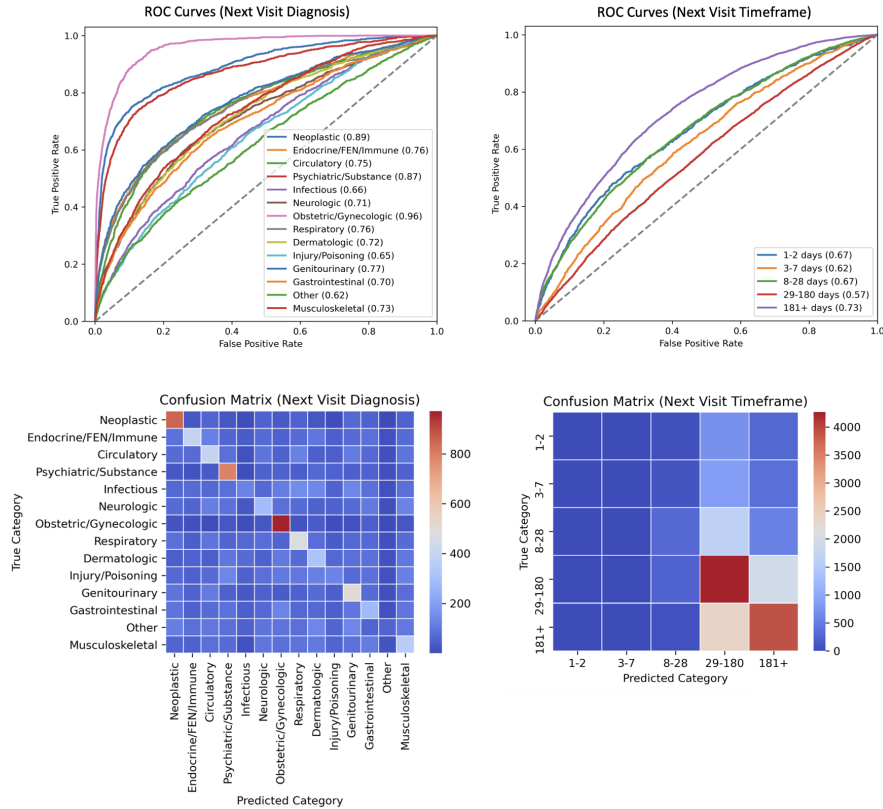 ROC Curves (Next Visit Diagnosis)
1.0
0.8
0.6
0.4
0.2
0.0
True Positive Rate
Neoplastic (0.89)
Endocrine/FEN/Immune (0.76)
Circulatory (0.75)
Psychiatric/Substance (0.87)
Infectious (0.66)
Neurologic (0.71)
Obstetric/Gynecologic (0.96)
Respiratory (0.76)
Dermatologic (0.72)
Injury/Poisoning (0.65)
Genitourinary (0.77)
Gastrointestinal (0.70)
Other (0.62)
Musculoskeletal (0.73)
0.0 0.2 0.4 0.6 0.8 1.0
False Positive Rate
ROC Curves (Next Visit Timeframe)
1.0
0.8
0.6
0.4
0.2
0.0
True Positive Rate
1-2 days (0.67)
3-7 days (0.62)
8-28 days (0.67)
29-180 days (0.57)
181+ days (0.73)
0.0 0.2 0.4 0.6 0.8 1.0
False Positive Rate
Confusion Matrix (Next Visit Diagnosis)
True Category
Neoplastic
Endocrine/FEN/Immune
Circulatory
Psychiatric/Substance
Infectious
Neurologic
Obstetric/Gynecologic
Respiratory
Dermatologic
Injury/Poisoning
Genitourinary
Gastrointestinal
Other
Musculoskeletal
800
600
400
200
Neoplastic
Endocrine/FEN/Immune
Circulatory
Psychiatric/Substance
Infectious
Neurologic
Obstetric/Gynecologic
Respiratory
Dermatologic
Injury/Poisoning
Genitourinary
Gastrointestinal
Other
Musculoskeletal
Predicted Category
Confusion Matrix (Next Visit Timeframe)
True Category
1-2
3-7
8-28
29-180
181+
4000
3500
3000
2500
2000
1500
1000
500
0
1-2 3-7 8-28 29-180 181+
Predicted Category